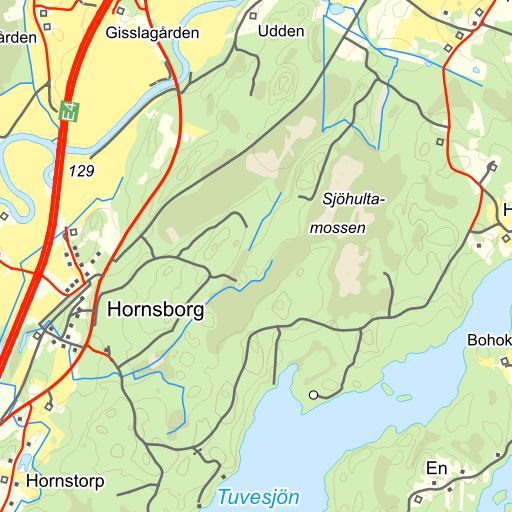 Gisslagården
Udden
ården
E4
129
Sjöhulta-
mossen
H
Hornsborg
Bohok
En
Hornstorp
Tuvesjön